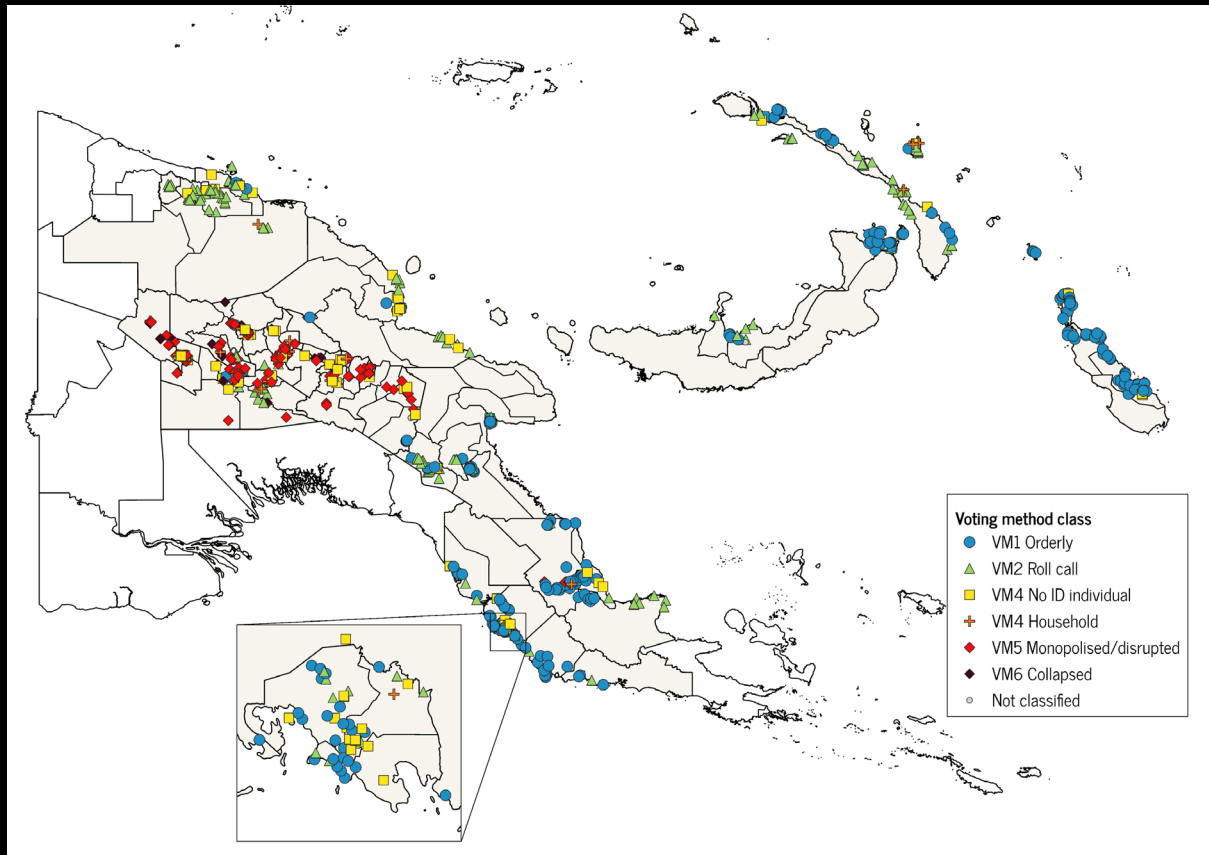 Voting method class
VM1 Orderly
VM2 Roll call
VM4 No ID individual
VM4 Household
VM5 Monopolised/disrupted
VM6 Collapsed
Not classified